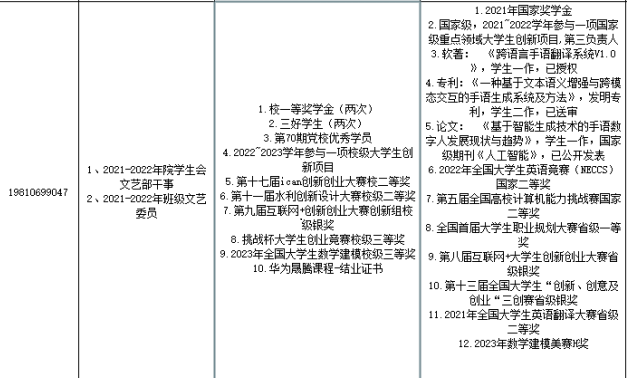 19810699047
1、2021-2022年院学生会
文艺部干事
2、2021-2022年班级文艺
委员
1.校一等奖学金（两次）
2.三好学生（两次）
3.第70期党校优秀学员
4.2022~2023学年参与一项校级大学生创
新项目
5.第十七届ican创新创业大赛校二等奖
6.第十一届水利创新设计大赛校级二等奖
7.第九届互联网+创新创业大赛创新组校
级银奖
8.挑战杯大学生创业竞赛校级三等奖
9.2023年全国大学生数学建模校级三等奖
10.华为晟腾课程-结业证书
1.2021年国家奖学金
2.国家级，2021~2022学年参与一项国家
级重点领域大学生创新项目,第三负责人
3.软著： 《跨语言手语翻译系统V1.0
》，学生一作，已授权
4.专利：《一种基于文本语义增强与跨模
态交互的手语生成系统及方法》，发明专
利，学生二作，已送审
5.论文： 《基于智能生成技术的手语数
字人发展现状与趋势》，学生一作，国家
级期刊《人工智能》，已公开发表
6.2022年全国大学生英语竞赛（NECCS）
国家二等奖
7.第五届全国高校计算机能力挑战赛国家
二等奖
8.全国首届大学生职业规划大赛省级一等
奖
9.第八届互联网+大学生创新创业大赛省
级银奖
10.第十三届全国大学生“创新、创意及
创业“三创赛省级银奖
11.2021年全国大学生英语翻译大赛省级
二等奖
12.2023年数学建模美赛H奖